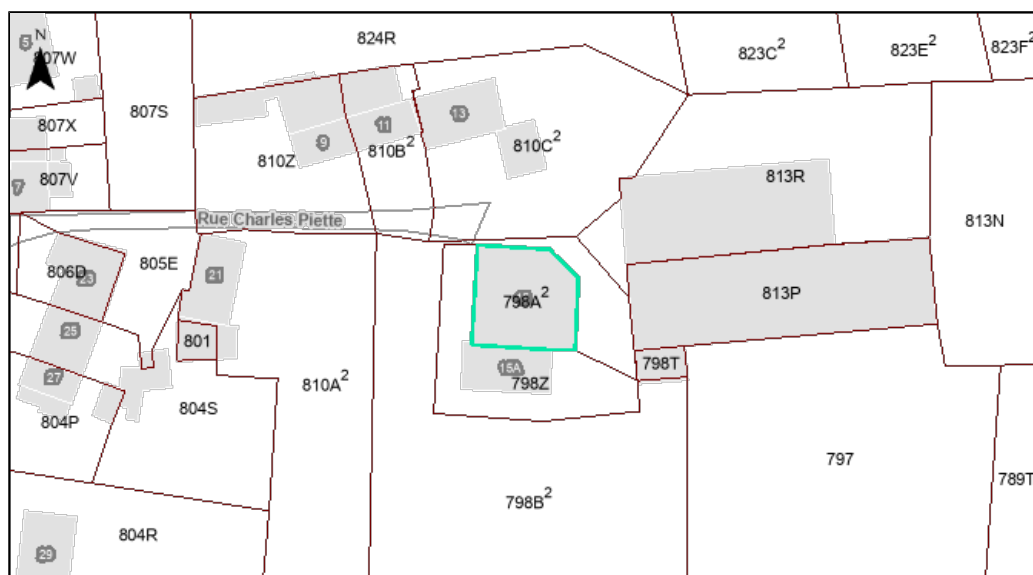 824R
823C²
823E²
823F²
5
N
807W
807S
807X
13
11
9
810B²
810C²
810Z
807V
7
813R
813N
Rue Charles Piette
805E
806D
23
21
813P
798A²
25
801
798T
15A
798Z
27
810A²
804S
804P
797
789T
798B²
804R
29